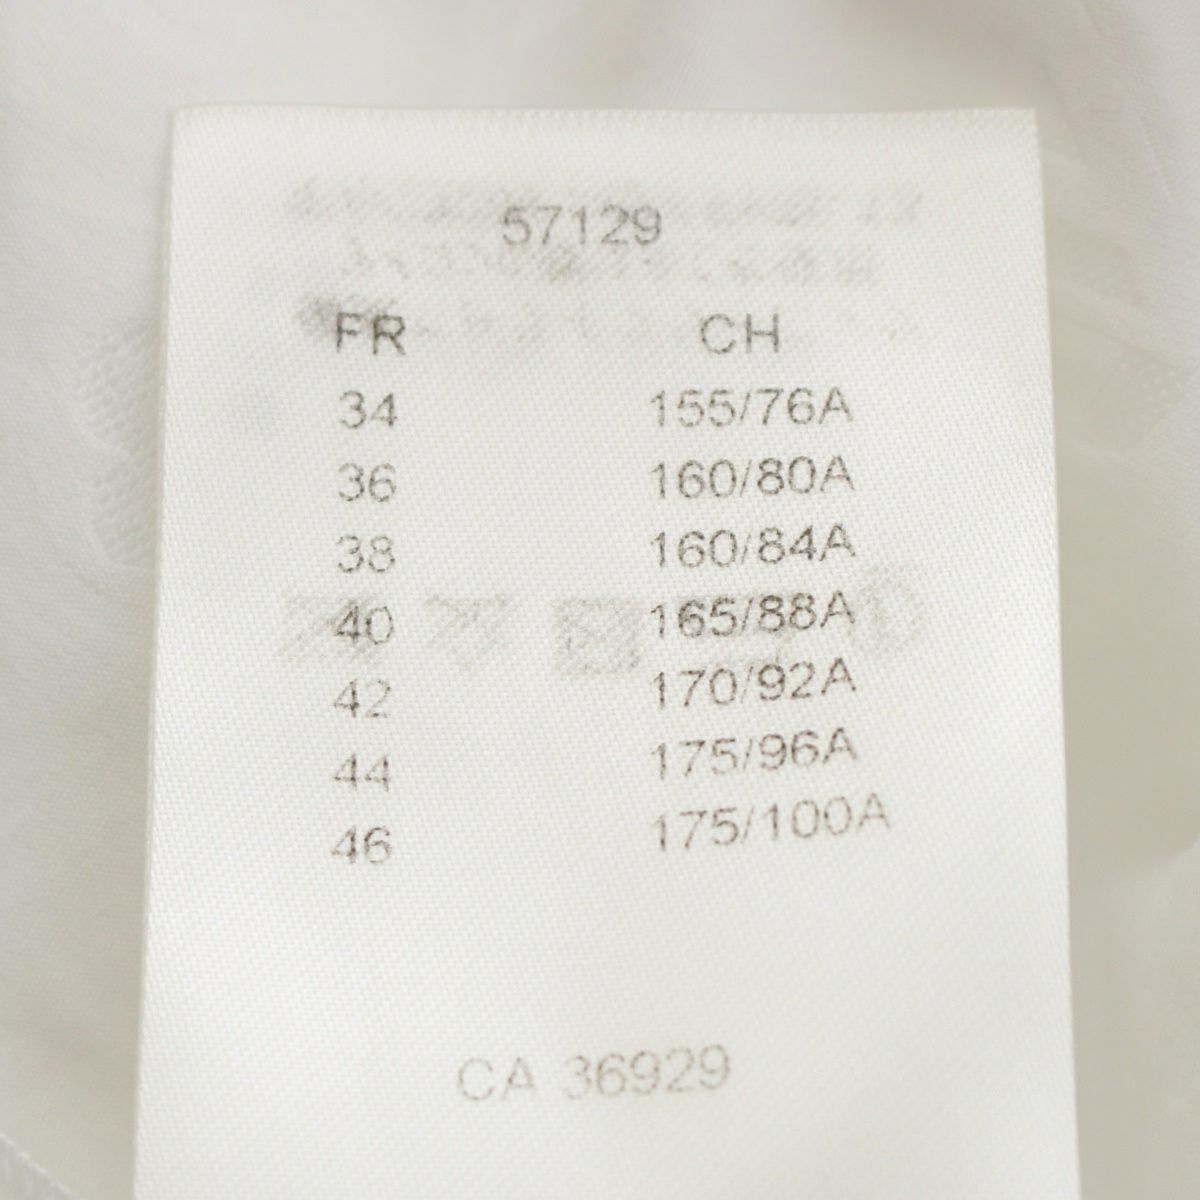 57129
FR CH
34 155/76A
36 160/80A
38 160/84A
40 165/88A
42 170/92A
44 175/96A
46 175/100A
CA 36929